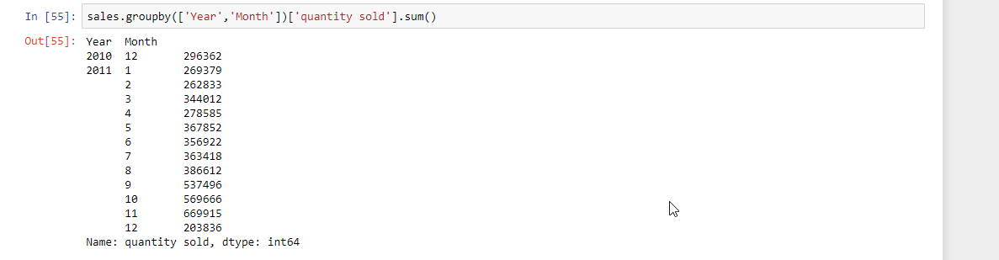 In [55]: sales.groupby(['Year','Month'])['quantity sold'].sum()
Out[55]: Year  Month
2010  12       296362
2011  1        269379
2        262833
3        344012
4        278585
5        367852
6        356922
7        363418
8        386612
9        537496
10       569666
11       669915
12       203836
Name: quantity sold, dtype: int64